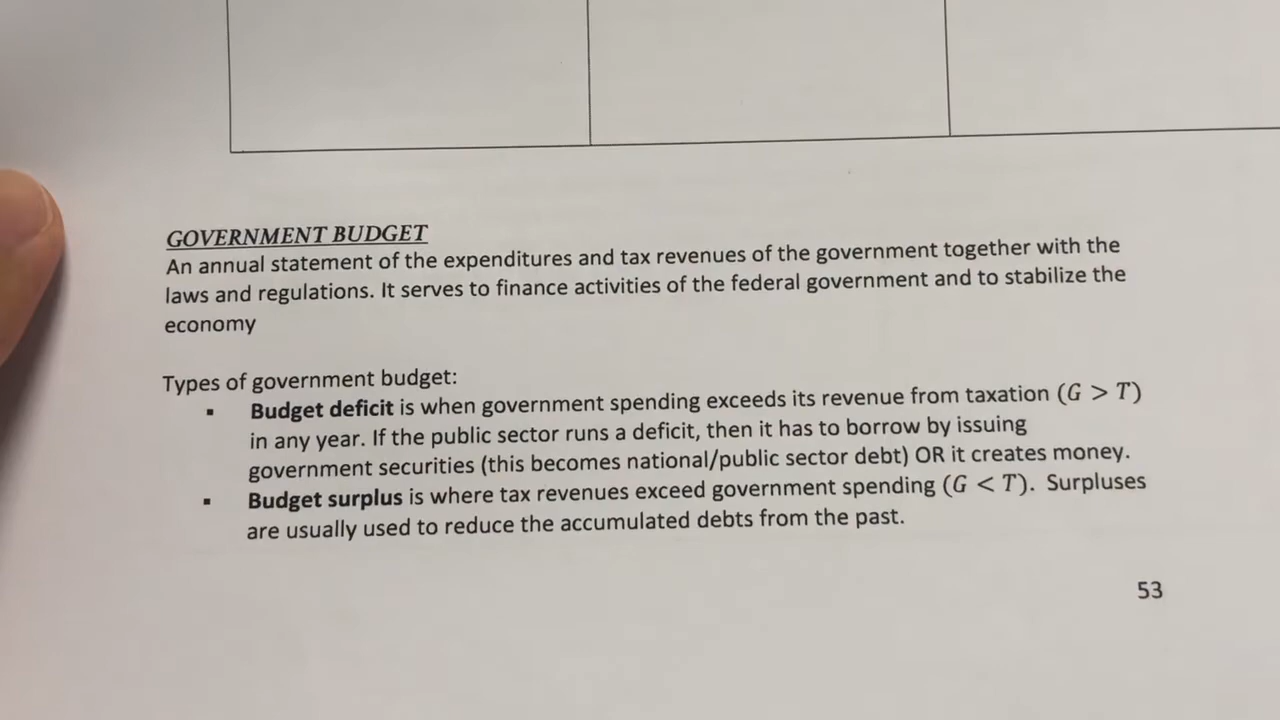 GOVERNMENT BUDGET
An annual statement of the expenditures and tax revenues of the government together with the
laws and regulations. It serves to finance activities of the federal government and to stabilize the
economy
Types of government budget:
▪ Budget deficit is when government spending exceeds its revenue from taxation (G > T)
in any year. If the public sector runs a deficit, then it has to borrow by issuing
government securities (this becomes national/public sector debt) OR it creates money.
▪ Budget surplus is where tax revenues exceed government spending (G < T). Surpluses
are usually used to reduce the accumulated debts from the past.
53